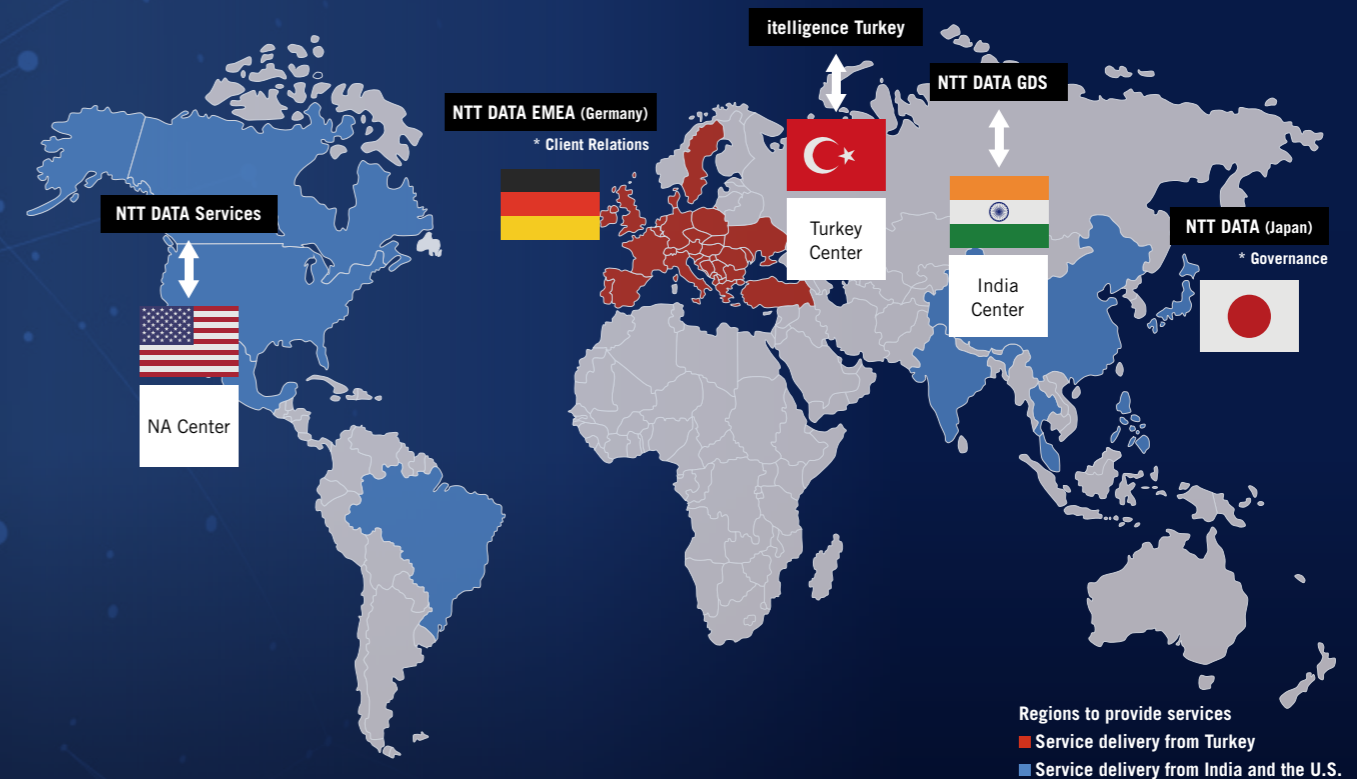 itelligence Turkey
NTT DATA GDS
NTT DATA EMEA (Germany)
* Client Relations
NTT DATA Services
Turkey
Center
NTT DATA (Japan)
* Governance
India
Center
NA Center
Regions to provide services
Service delivery from Turkey
Service delivery from India and the U.S.